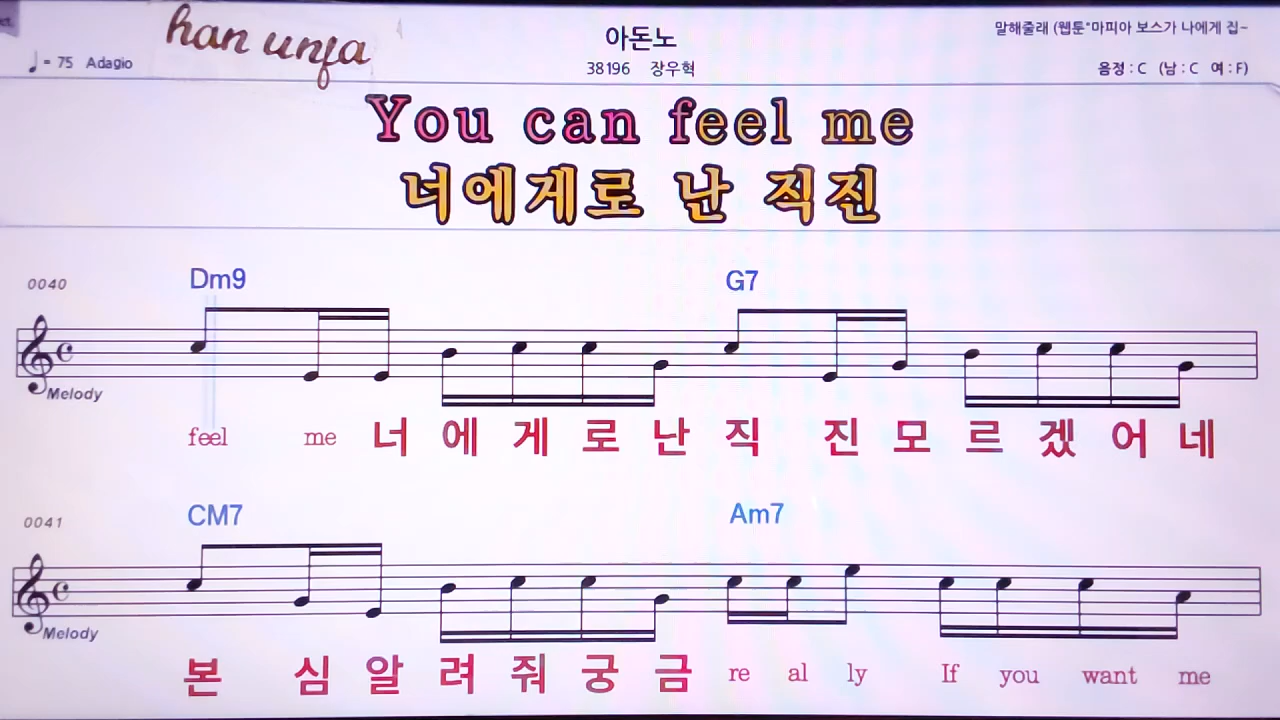 han unfa
아돈노
말해줄래 (웹툰"마피아 보스가 나에게 집~
♩= 75 Adagio
38196 장우혁
음정 : C (남 : C 여 : F)
You can feel me
너에게로 난 직진
0040
Dm9 G7
Melody
feel me 너 에 게 로 난 직 진 모 르 겠 어 네
0041
CM7 Am7
Melody
본 심 알 려 줘 궁 금 re al ly If you want me